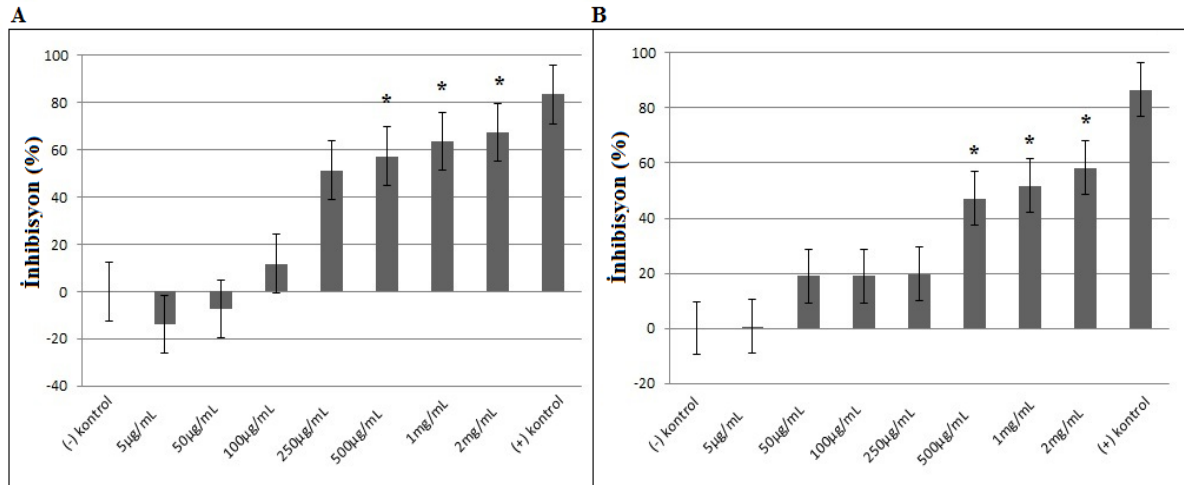 A
İnhibisyon (%)
100
80
60
40
20
0
-20
-40
*
*
*
(-) kontrol
5µg/mL
50µg/mL
100µg/mL
250µg/mL
500µg/mL
1mg/mL
2mg/mL
(+) kontrol
B
İnhibisyon (%)
100
80
60
40
20
0
-20
*
*
*
(-) kontrol
5µg/mL
50µg/mL
100µg/mL
250µg/mL
500µg/mL
1mg/mL
2mg/mL
(+) kontrol